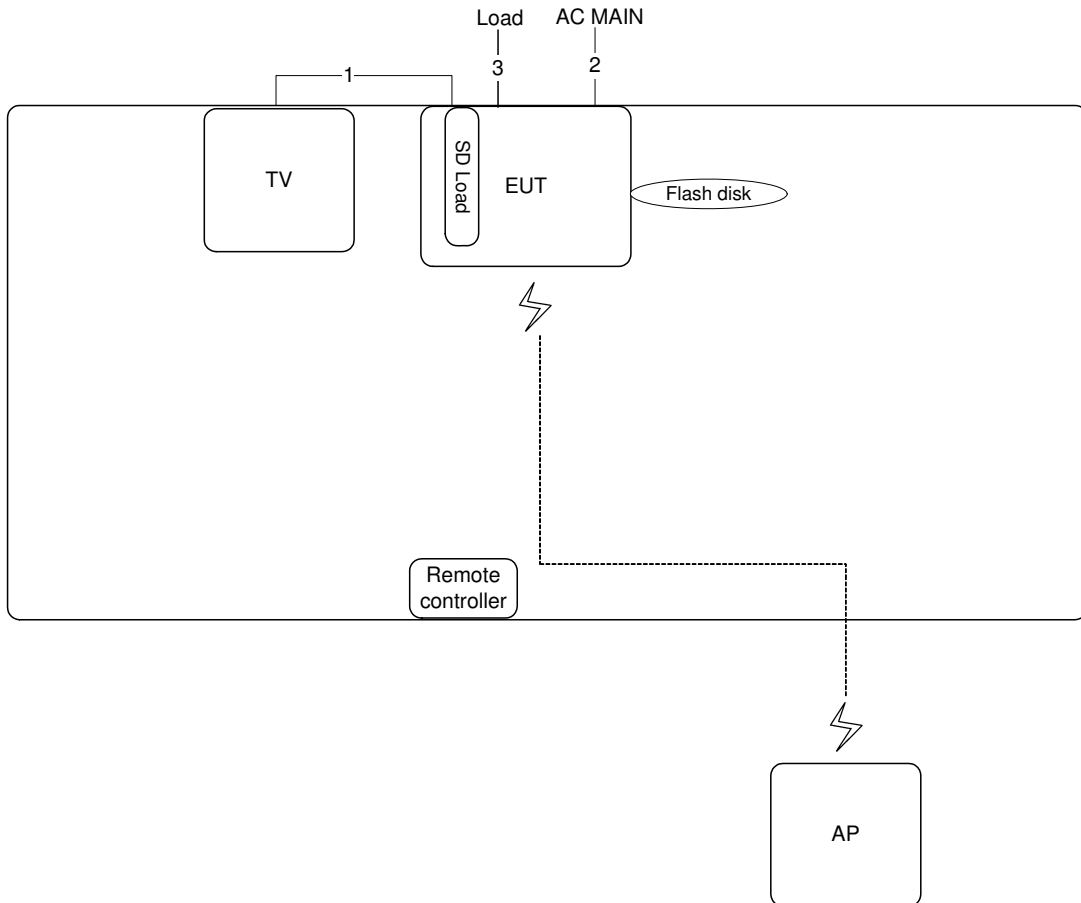 Load
AC MAIN
1
3
2
TV
SD Load
EUT
Flash disk
Remote
controller
AP